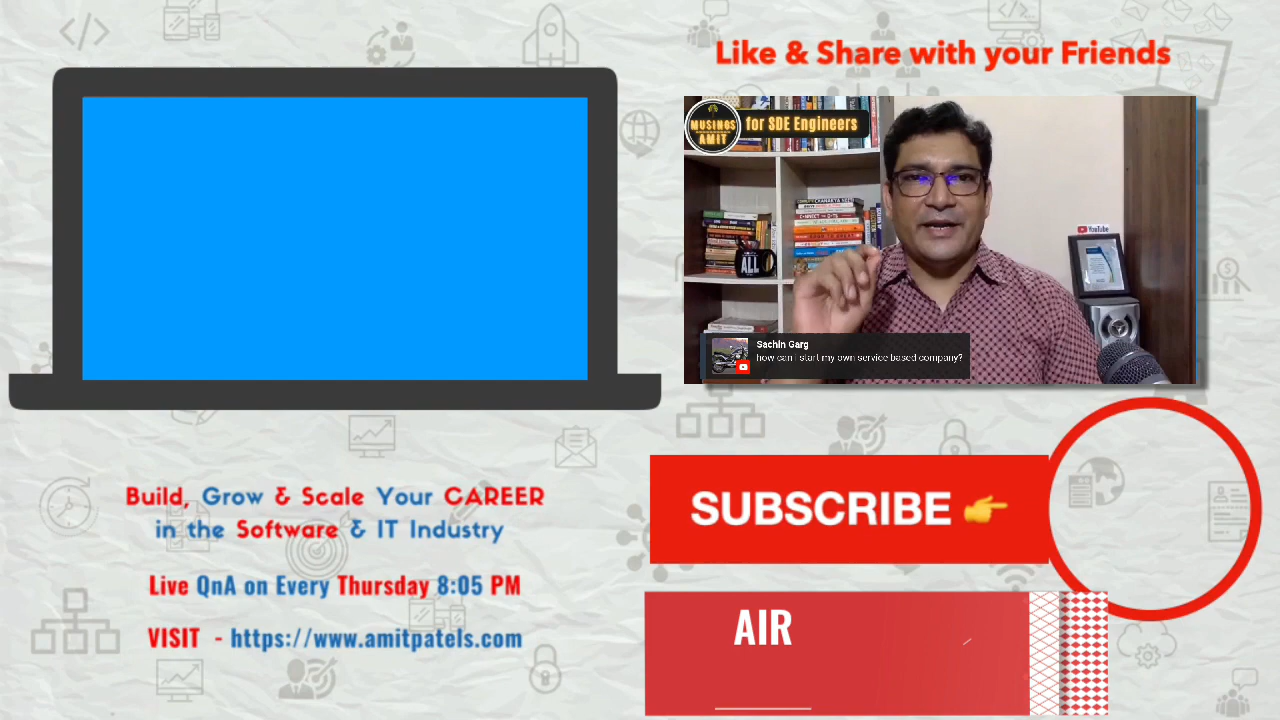 Like & Share with your Friends
MUSINGS
AMIT
for SDE Engineers
YouTube
ALL
Sachin Garg
how can I start my own service based company?
Build, Grow & Scale Your CAREER
in the Software & IT Industry
Live QnA on Every Thursday 8:05 PM
VISIT - https://www.amitpatels.com
SUBSCRIBE 👉
AIR